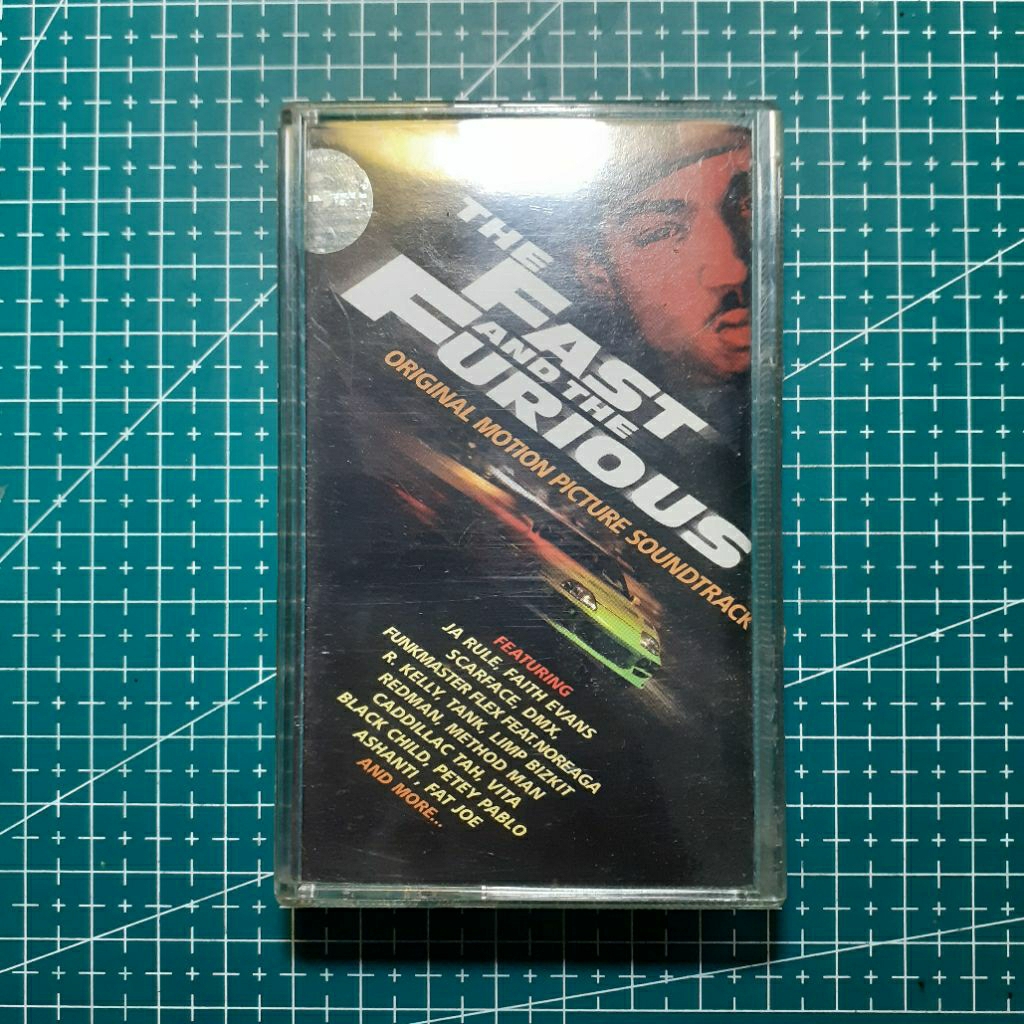 THE
FAST
AND THE
FURIOUS
ORIGINAL MOTION PICTURE SOUNDTRACK
FEATURING
JA RULE, FAITH EVANS
SCARFACE, DMX,
FUNKMASTER FLEX FEAT.NOREAGA
R. KELLY, TANK, LIMP BIZKIT
REDMAN, METHOD MAN
CADDILLAC TAH, VITA
BLACK CHILD, PETEY PABLO
ASHANTI , FAT JOE
AND MORE...